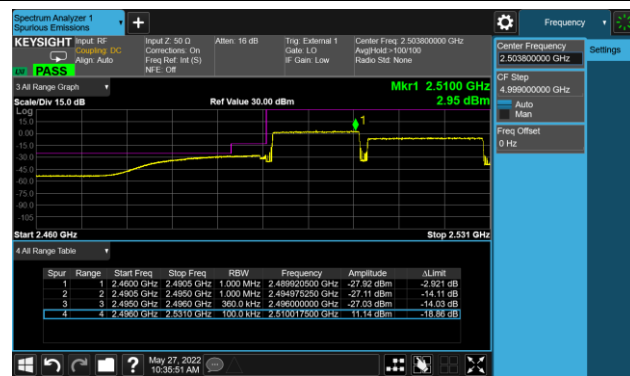 Spectrum Analyzer 1
Spurious Emissions
Frequency
KEYSIGHT
Input: RF
Coupling: DC
Align: Auto
Input Z: 50 Ω
Corrections: On
Freq Ref: Int (S)
NFE: Off
Atten: 16 dB
Trig: External 1
Gate: LO
IF Gain: Low
Center Freq: 2.503800000 GHz
Avg|Hold:>100/100
Radio Std: None
PASS
Center Frequency
2.503800000 GHz
Settings
CF Step
4.999000000 GHz
Auto
Man
Freq Offset
0 Hz
3 All Range Graph
Mkr1 2.5100 GHz
Scale/Div 15.0 dB
Ref Value 30.00 dBm
2.95 dBm
Log
15.0
0.00
-15.0
-30.0
-45.0
-60.0
-75.0
-90.0
-105
1
Start 2.460 GHz
Stop 2.531 GHz
4 All Range Table
Spur Range Start Freq Stop Freq RBW Frequency Amplitude ΔLimit
1 1 2.4600 GHz 2.4905 GHz 1.000 MHz 2.489920500 GHz -27.92 dBm -2.921 dB
2 2 2.4905 GHz 2.4950 GHz 1.000 MHz 2.494975250 GHz -27.11 dBm -14.11 dB
3 3 2.4950 GHz 2.4960 GHz 360.0 kHz 2.496000000 GHz -27.03 dBm -14.03 dB
4 4 2.4960 GHz 2.5310 GHz 100.0 kHz 2.510017500 GHz 11.14 dBm -18.86 dB
May 27, 2022
10:35:51 AM